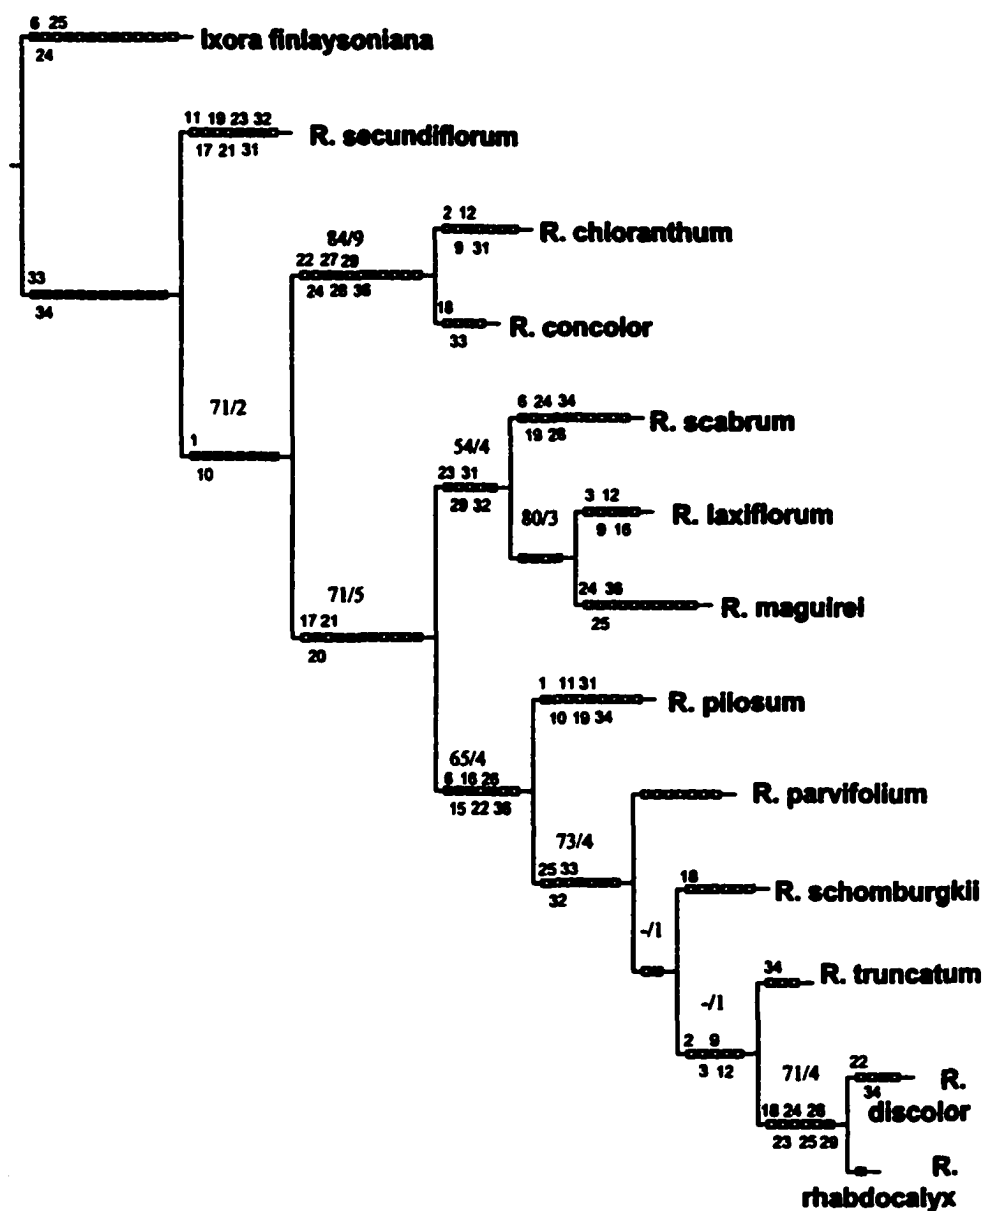 6 25
Ixora finlaysoniana
24
11 19 23 32
R. secundiflorum
17 21 31
2 12
R. chloranthum
9 31
84/9
22 27 29
24 28 36
33
34
18
R. concolor
33
71/2
1
10
6 24 34
R. scabrum
19 28
54/4
23 31
29 32
3 12
R. laxiflorum
9 16
80/3
24 36
R. maguirei
25
71/5
17 21
20
1 11 31
R. pilosum
10 19 34
65/4
6 16 26
15 22 36
R. parvifolium
73/4
25 33
32
18
R. schomburgkii
-/1
34
R. truncatum
-/1
2 9
3 12
22
R.
34
discolor
71/4
18 24 26
23 25 29
R.
rhabdocalyx